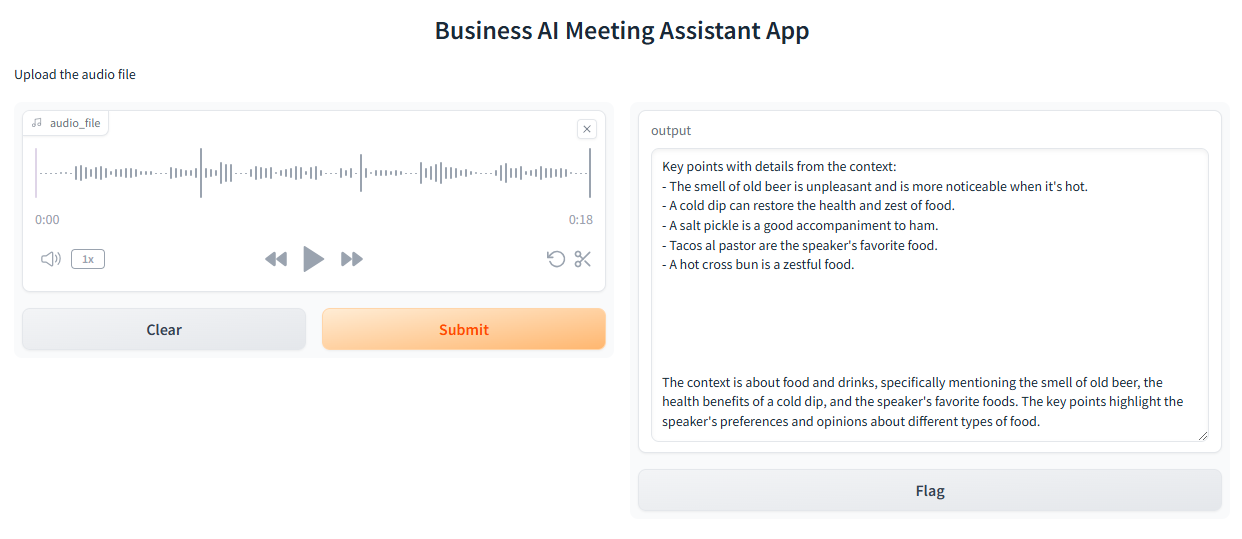 Business AI Meeting Assistant App
Upload the audio file
audio_file
0:00
0:18
1x
Clear
Submit
output
Key points with details from the context:
- The smell of old beer is unpleasant and is more noticeable when it's hot.
- A cold dip can restore the health and zest of food.
- A salt pickle is a good accompaniment to ham.
- Tacos al pastor are the speaker's favorite food.
- A hot cross bun is a zestful food.
The context is about food and drinks, specifically mentioning the smell of old beer, the
health benefits of a cold dip, and the speaker's favorite foods. The key points highlight the
speaker's preferences and opinions about different types of food.
Flag